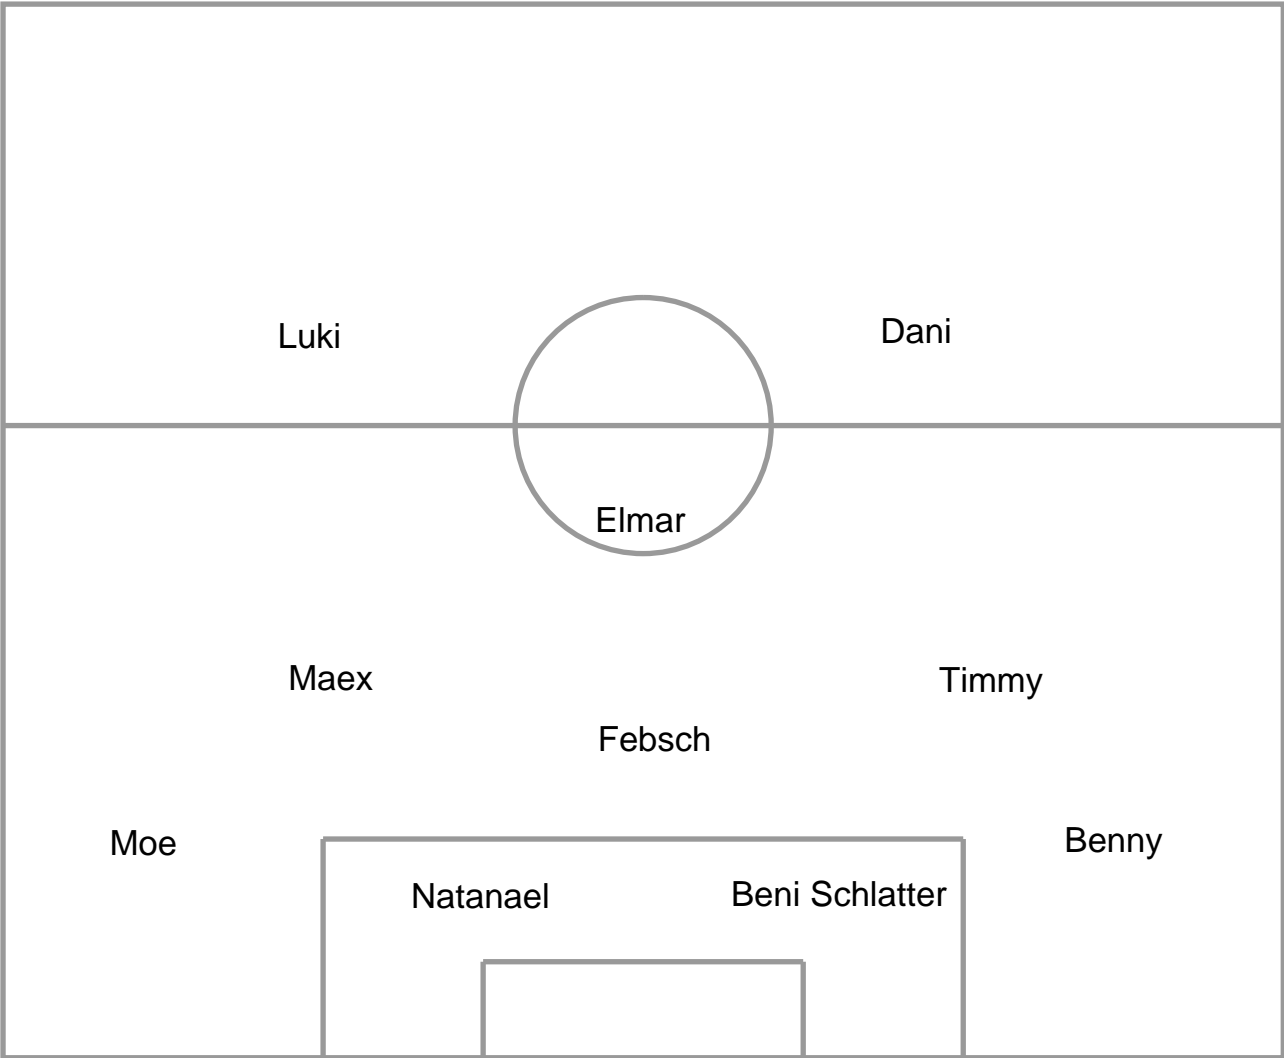 Luki
Dani
Elmar
Maex
Timmy
Febsch
Moe
Benny
Natanael
Beni Schlatter